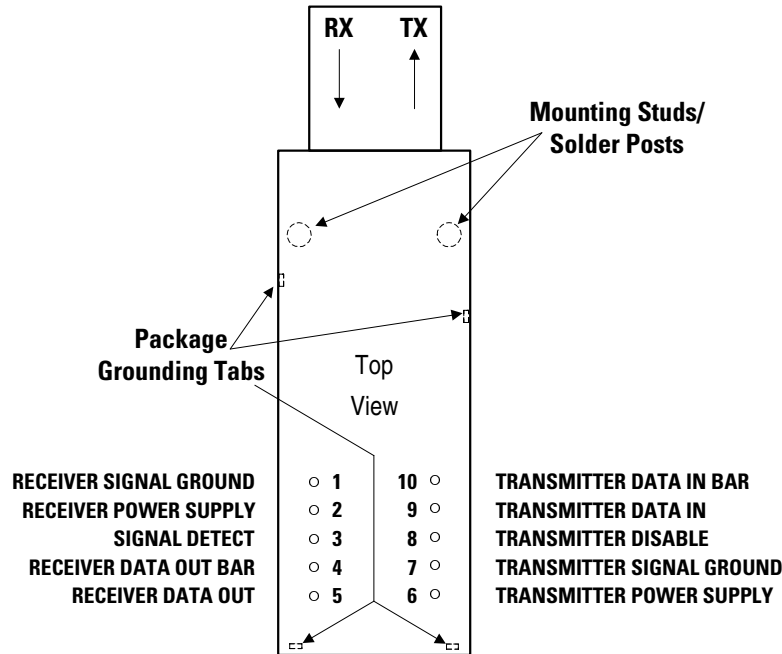 RX TX
Mounting Studs/
Solder Posts
Package
Grounding Tabs
Top
View
RECEIVER SIGNAL GROUND 1 10 TRANSMITTER DATA IN BAR
RECEIVER POWER SUPPLY 2 9 TRANSMITTER DATA IN
SIGNAL DETECT 3 8 TRANSMITTER DISABLE
RECEIVER DATA OUT BAR 4 7 TRANSMITTER SIGNAL GROUND
RECEIVER DATA OUT 5 6 TRANSMITTER POWER SUPPLY